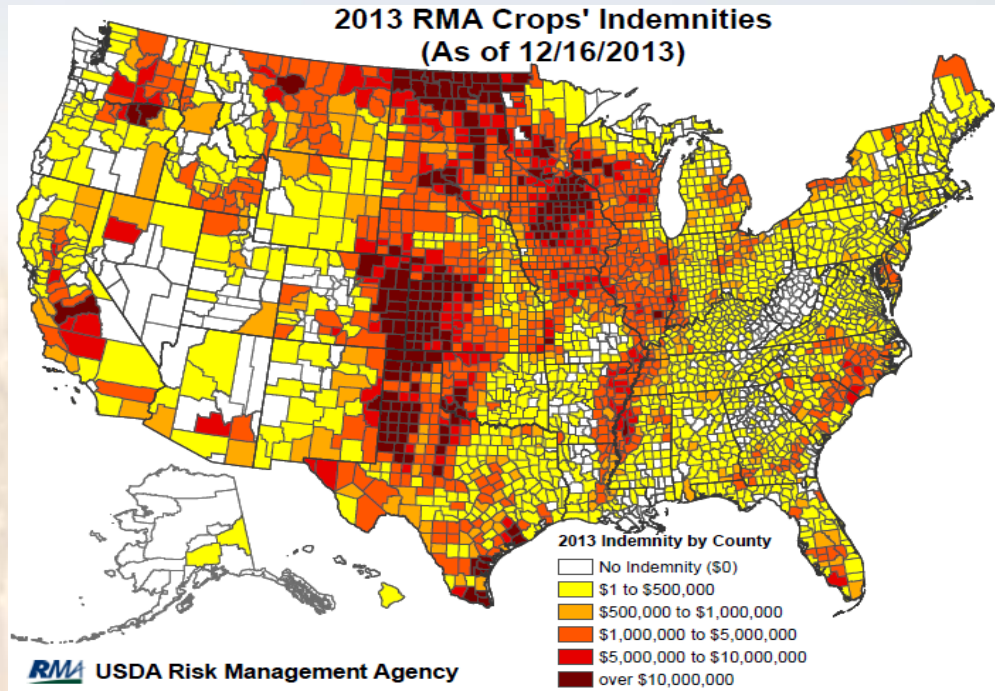 2013 RMA Crops' Indemnities
(As of 12/16/2013)
2013 Indemnity by County
No Indemnity ($0)
$1 to $500,000
$500,000 to $1,000,000
$1,000,000 to $5,000,000
$5,000,000 to $10,000,000
over $10,000,000
RMA USDA Risk Management Agency